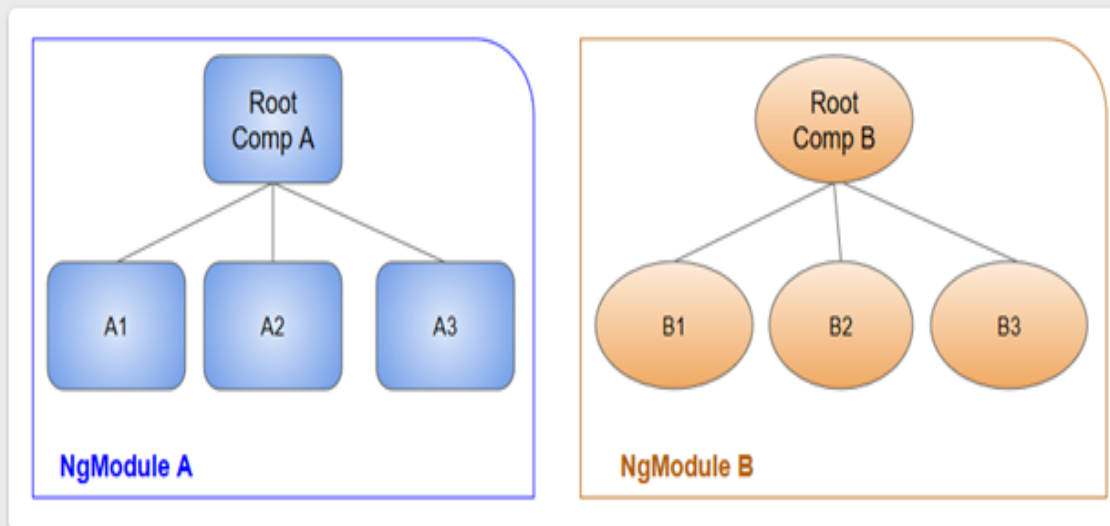 Root
Comp A
A1
A2
A3
NgModule A
Root
Comp B
B1
B2
B3
NgModule B